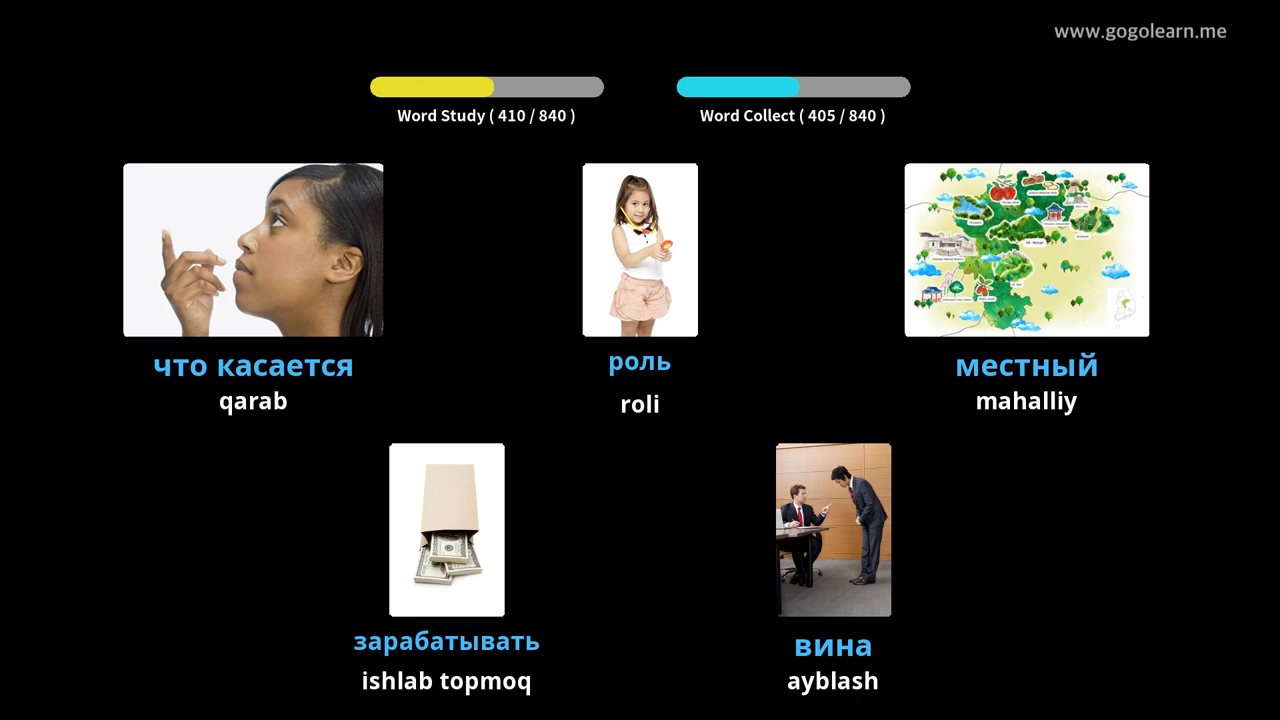 www.gogolearn.me
Word Study ( 410 / 840 )
Word Collect ( 405 / 840 )
что касается
qarab
роль
roli
местный
mahalliy
зарабатывать
ishlab topmoq
вина
ayblash